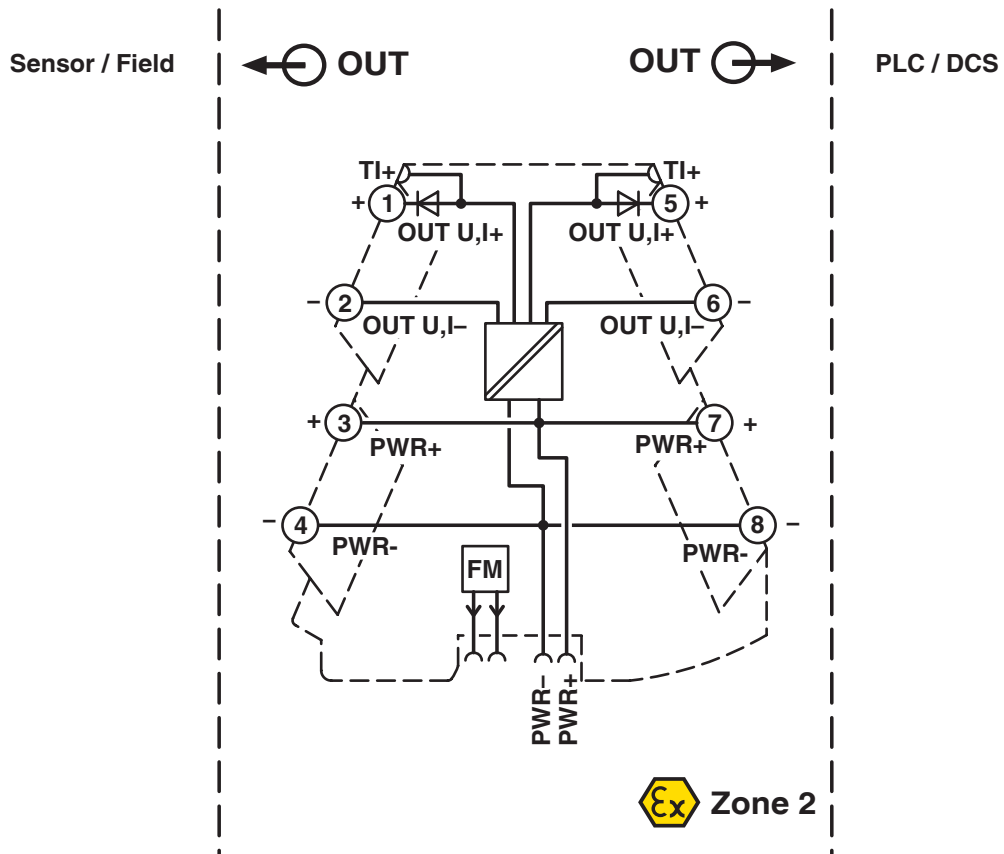 Sensor / Field
OUT
OUT
PLC / DCS
TI+
TI+
+ 1
5 +
OUT U,I+
OUT U,I+
– 2
6 –
OUT U,I–
OUT U,I–
+ 3
7 +
PWR+
PWR+
– 4
8 –
PWR-
PWR-
FM
PWR–
PWR+
Ex Zone 2